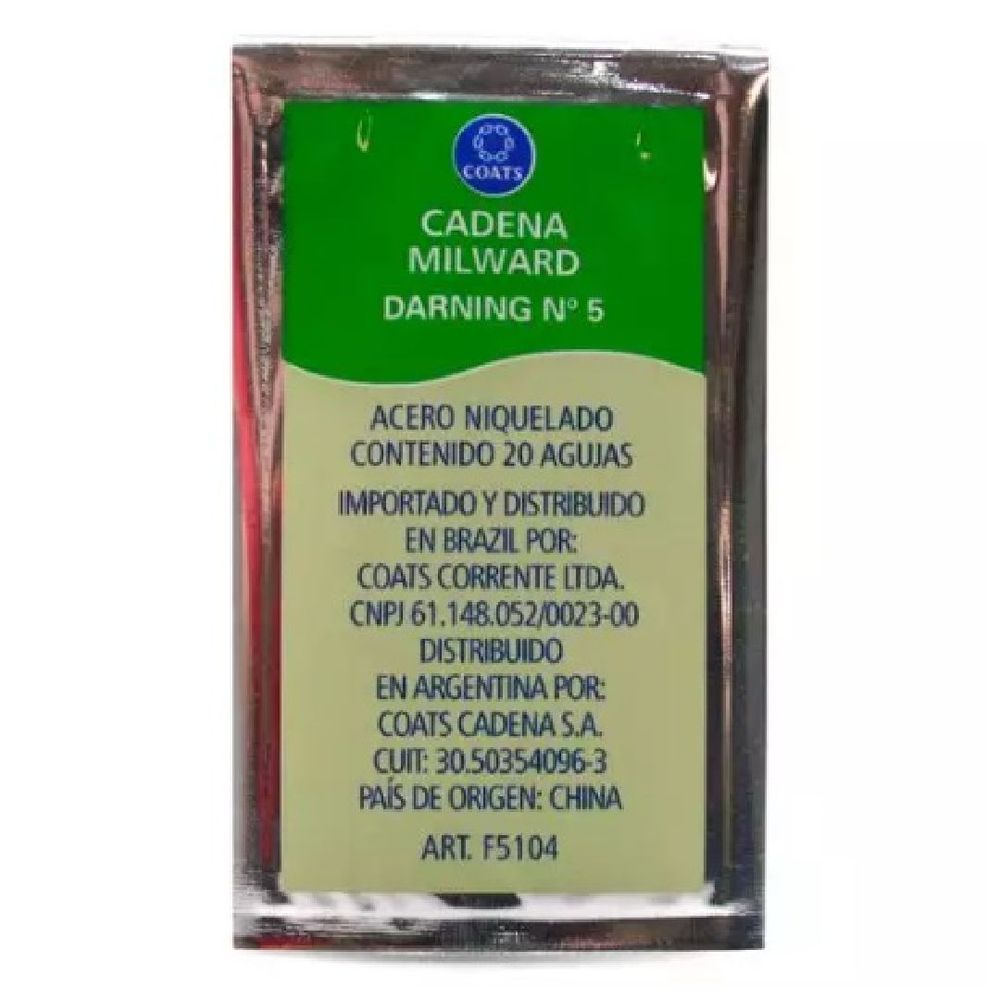 COATS
CADENA
MILWARD
DARNING Nº 5
ACERO NIQUELADO
CONTENIDO 20 AGUJAS
IMPORTADO Y DISTRIBUIDO
EN BRAZIL POR:
COATS CORRENTE LTDA.
CNPJ 61.148.052/0023-00
DISTRIBUIDO
EN ARGENTINA POR:
COATS CADENA S.A.
CUIT: 30.50354096-3
PAÍS DE ORIGEN: CHINA
ART. F5104